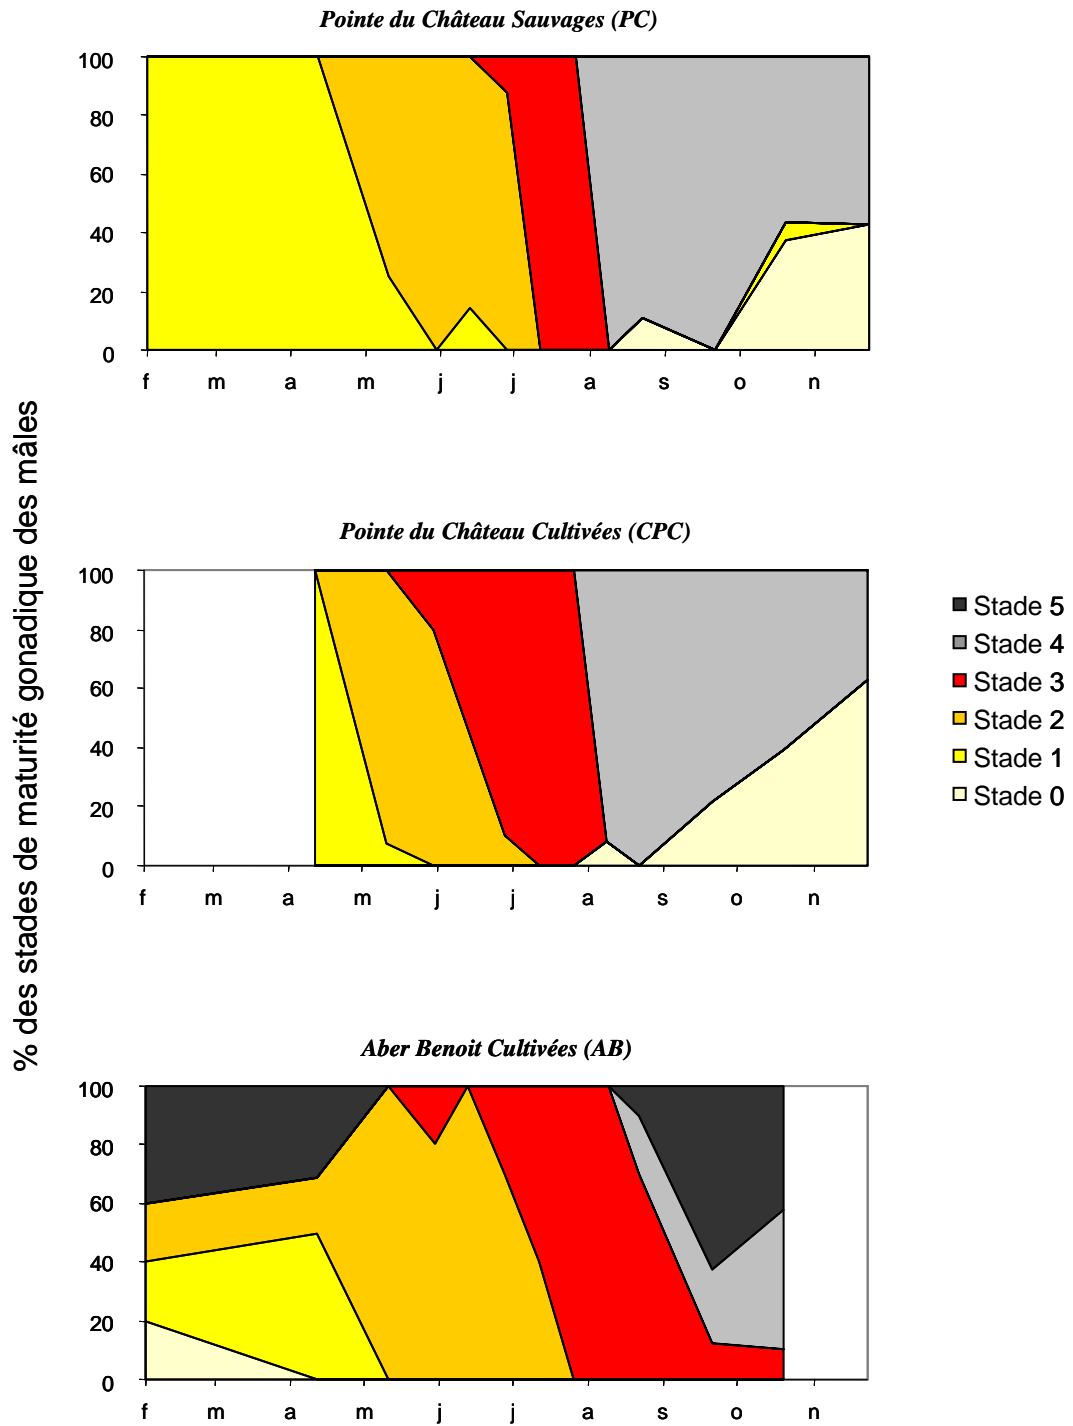 Pointe du Château Sauvages (PC)
100
80
60
40
20
0
f m a m j j a s o n
% des stades de maturité gonadique des mâles
Pointe du Château Cultivées (CPC)
100
80
60
40
20
0
f m a m j j a s o n
Stade 5
Stade 4
Stade 3
Stade 2
Stade 1
Stade 0
Aber Benoit Cultivées (AB)
100
80
60
40
20
0
f m a m j j a s o n